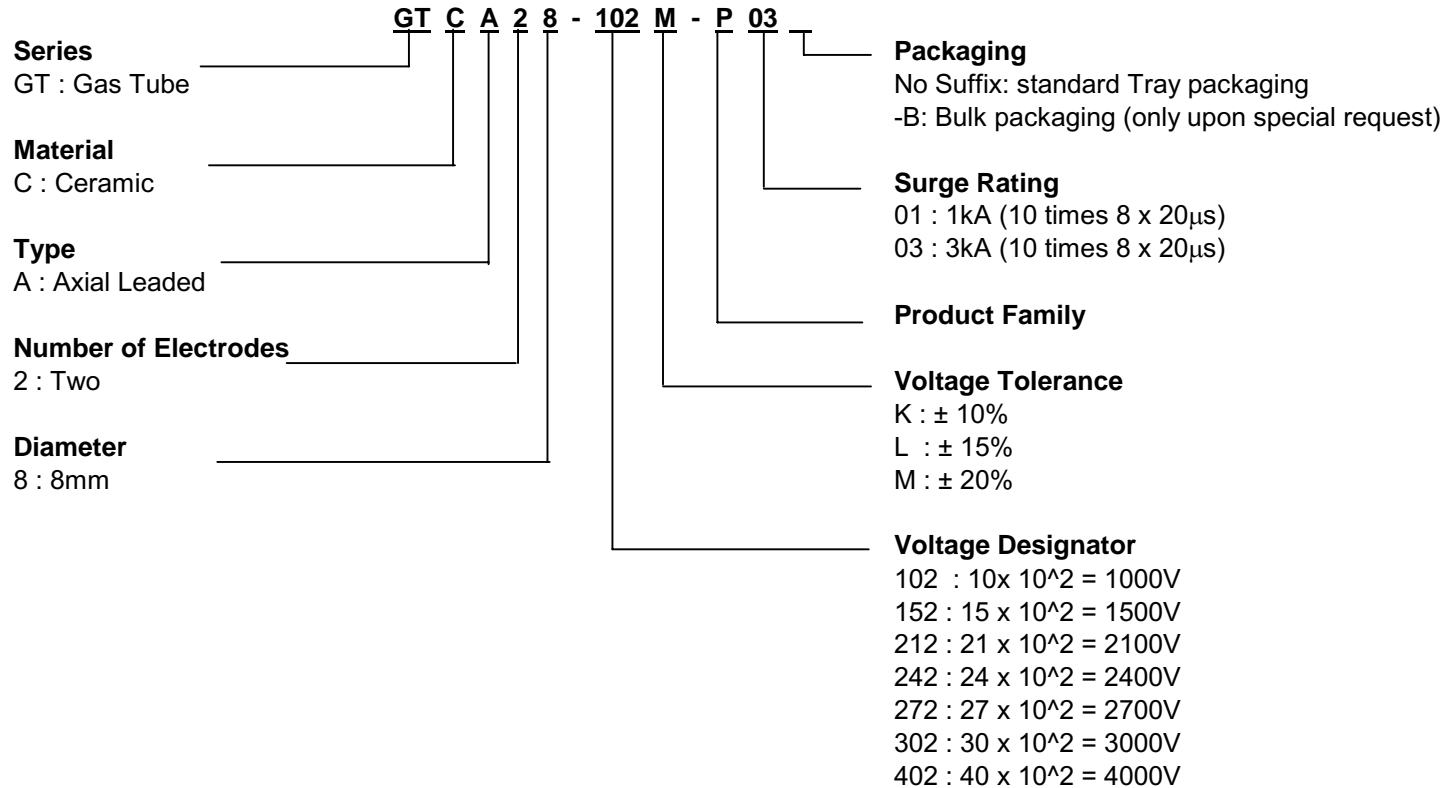 GT C A 2 8 - 102 M - P 03 _
Series
GT : Gas Tube
Material
C : Ceramic
Type
A : Axial Leaded
Number of Electrodes
2 : Two
Diameter
8 : 8mm
Packaging
No Suffix: standard Tray packaging
-B: Bulk packaging (only upon special request)
Surge Rating
01 : 1kA (10 times 8 x 20μs)
03 : 3kA (10 times 8 x 20μs)
Product Family
Voltage Tolerance
K : ± 10%
L : ± 15%
M : ± 20%
Voltage Designator
102 : 10x 10^2 = 1000V
152 : 15 x 10^2 = 1500V
212 : 21 x 10^2 = 2100V
242 : 24 x 10^2 = 2400V
272 : 27 x 10^2 = 2700V
302 : 30 x 10^2 = 3000V
402 : 40 x 10^2 = 4000V